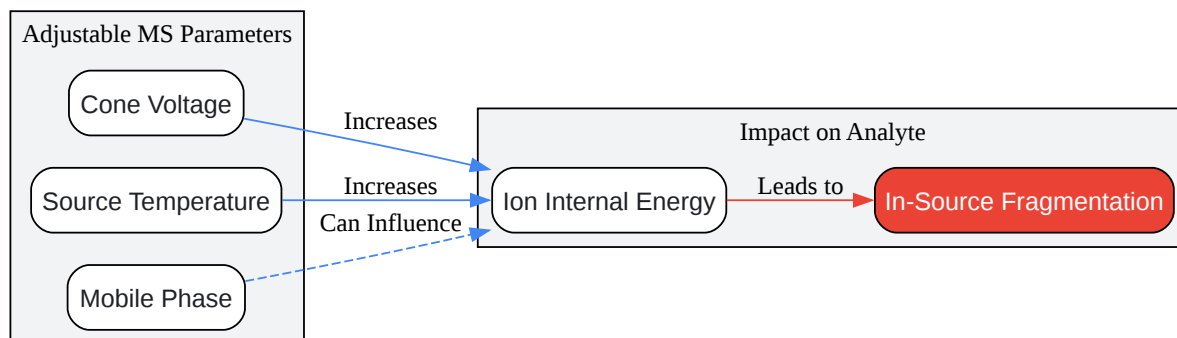 Adjustable MS Parameters
Cone Voltage
Source Temperature
Mobile Phase
Increases
Increases
Can Influence
Impact on Analyte
Ion Internal Energy
Leads to
In-Source Fragmentation